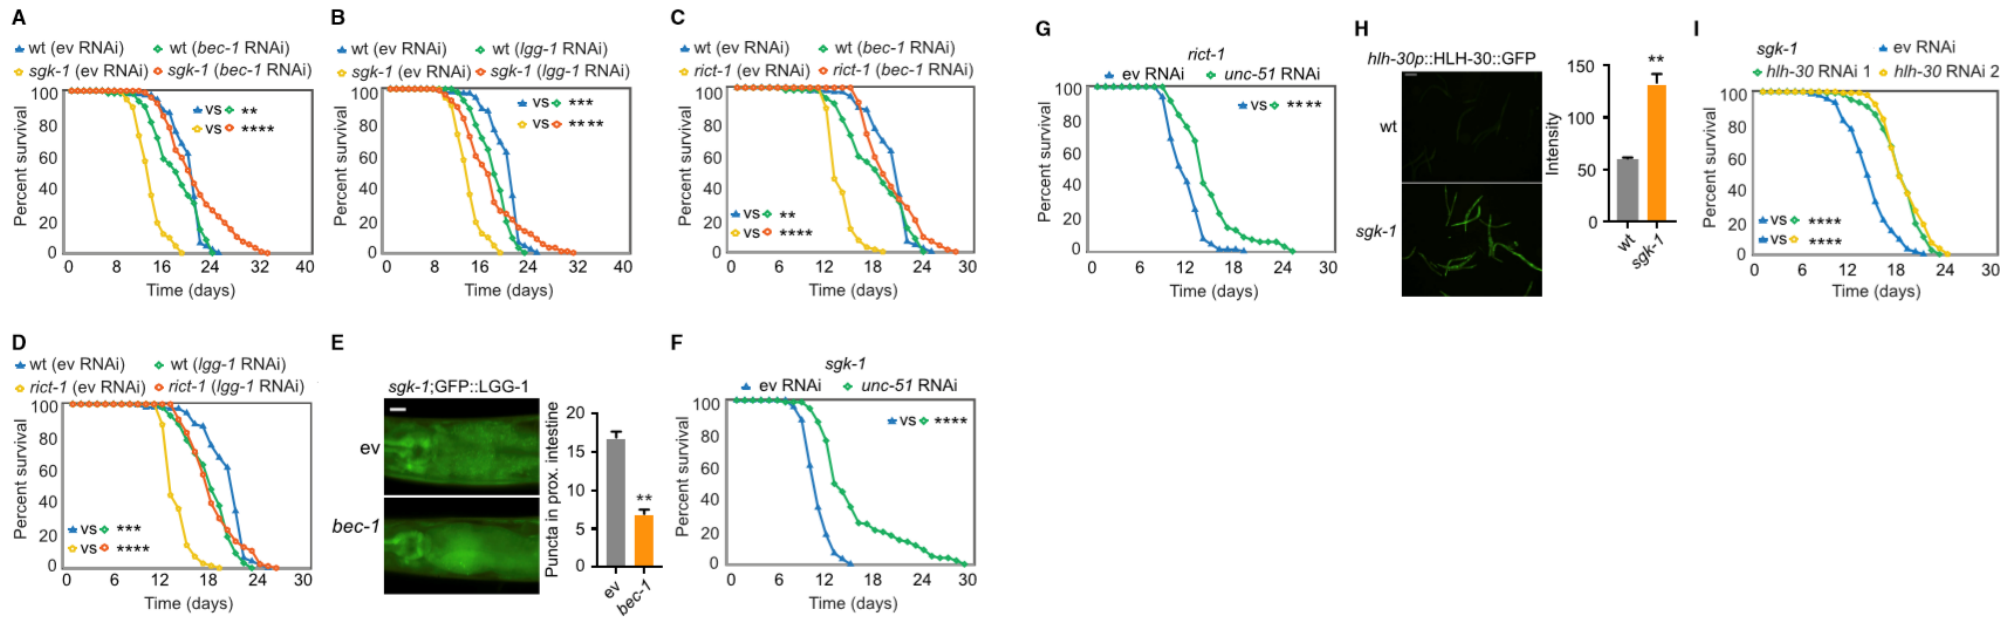 A
wt (ev RNAi) wt (bec-1 RNAi)
sgk-1 (ev RNAi) sgk-1 (bec-1 RNAi)
100
80
60
40
20
0
Percent survival
VS **
VS ****
0 8 16 24 32 40
Time (days)
B
wt (ev RNAi) wt (lgg-1 RNAi)
sgk-1 (ev RNAi) sgk-1 (lgg-1 RNAi)
100
80
60
40
20
0
Percent survival
VS ***
VS ****
0 8 16 24 32 40
Time (days)
C
wt (ev RNAi) wt (bec-1 RNAi)
rict-1 (ev RNAi) rict-1 (bec-1 RNAi)
100
80
60
40
20
0
Percent survival
VS **
VS ****
0 6 12 18 24 30
Time (days)
G
rict-1
ev RNAi unc-51 RNAi
100
80
60
40
20
0
Percent survival
VS ****
0 6 12 18 24 30
Time (days)
H
hlh-30p::HLH-30::GFP
wt
sgk-1
150
100
50
0
Intensity
**
wt
sgk-1
I
sgk-1 ev RNAi
hlh-30 RNAi 1 hlh-30 RNAi 2
100
80
60
40
20
0
Percent survival
VS ****
VS ****
0 6 12 18 24 30
Time (days)
D
wt (ev RNAi) wt (lgg-1 RNAi)
rict-1 (ev RNAi) rict-1 (lgg-1 RNAi)
100
80
60
40
20
0
Percent survival
VS ***
VS ****
0 6 12 18 24 30
Time (days)
E
sgk-1;GFP::LGG-1
ev
bec-1
20
15
10
5
0
Puncta in prox. intestine
**
ev
bec-1
F
sgk-1
ev RNAi unc-51 RNAi
100
80
60
40
20
0
Percent survival
VS ****
0 6 12 18 24 30
Time (days)